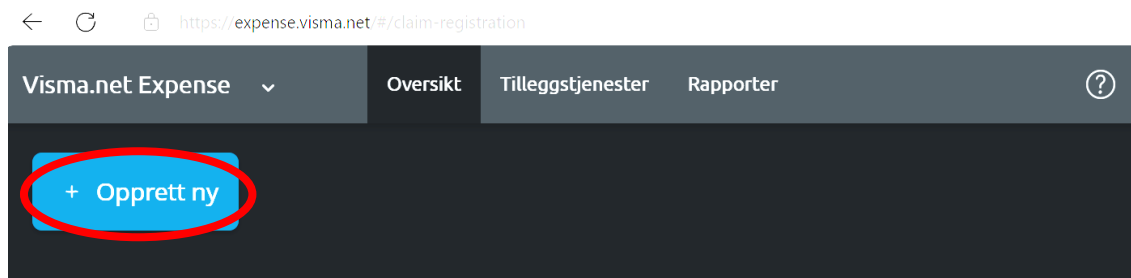 https://expense.visma.net/#/claim-registration
Visma.net Expense Oversikt Tilleggstjenester Rapporter ?
+ Opprett ny